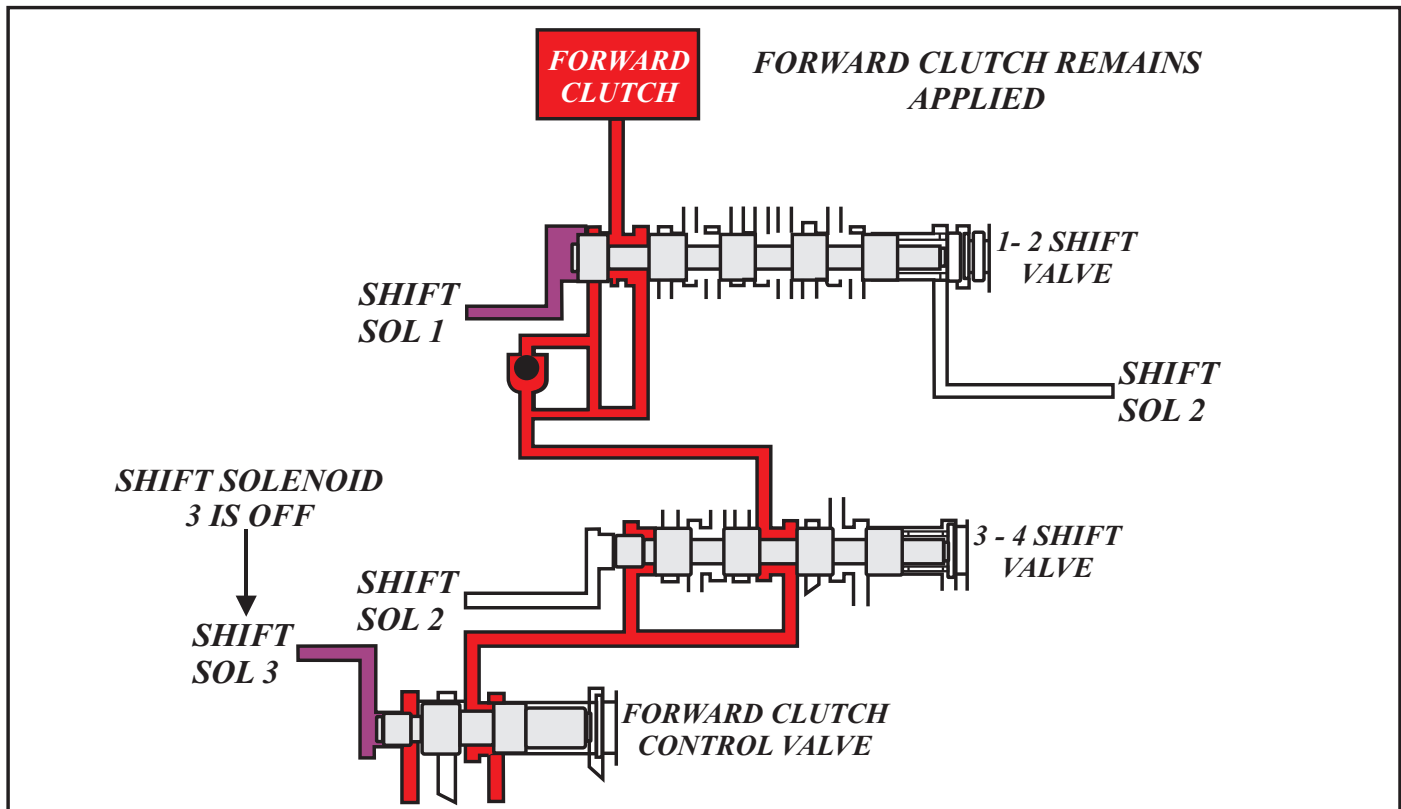 FORWARD
CLUTCH
FORWARD CLUTCH REMAINS
APPLIED
1- 2 SHIFT
VALVE
SHIFT
SOL 1
SHIFT
SOL 2
SHIFT SOLENOID
3 IS OFF
3 - 4 SHIFT
VALVE
SHIFT
SOL 2
SHIFT
SOL 3
FORWARD CLUTCH
CONTROL VALVE